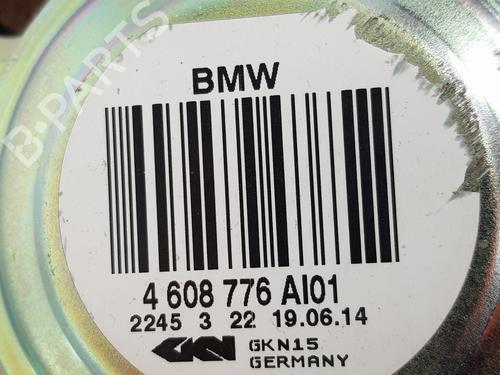 BMW
4 608 776 AI01
2245 3 22 19.06.14
GKN GKN15
GERMANY
B-PARTS